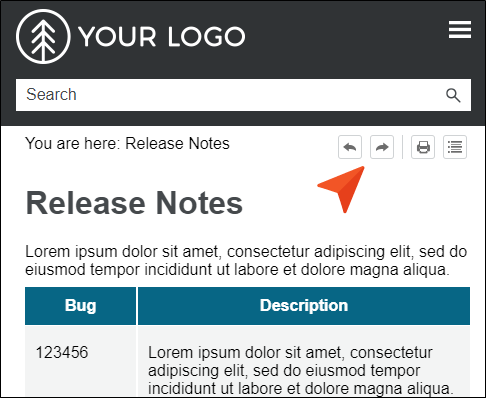 YOUR LOGO
Search
You are here: Release Notes
Release Notes
Lorem ipsum dolor sit amet, consectetur adipiscing elit, sed do
eiusmod tempor incididunt ut labore et dolore magna aliqua.
Bug Description
123456 Lorem ipsum dolor sit amet, consectetur
adipiscing elit, sed do eiusmod tempor
incididunt ut labore et dolore magna aliqua.